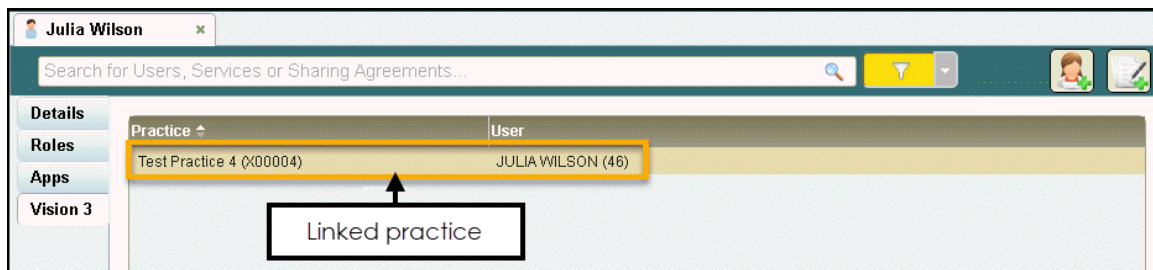 Julia Wilson
Search for Users, Services or Sharing Agreements...
Details
Roles
Apps
Vision 3
Practice User
Test Practice 4 (X00004) JULIA WILSON (46)
Linked practice